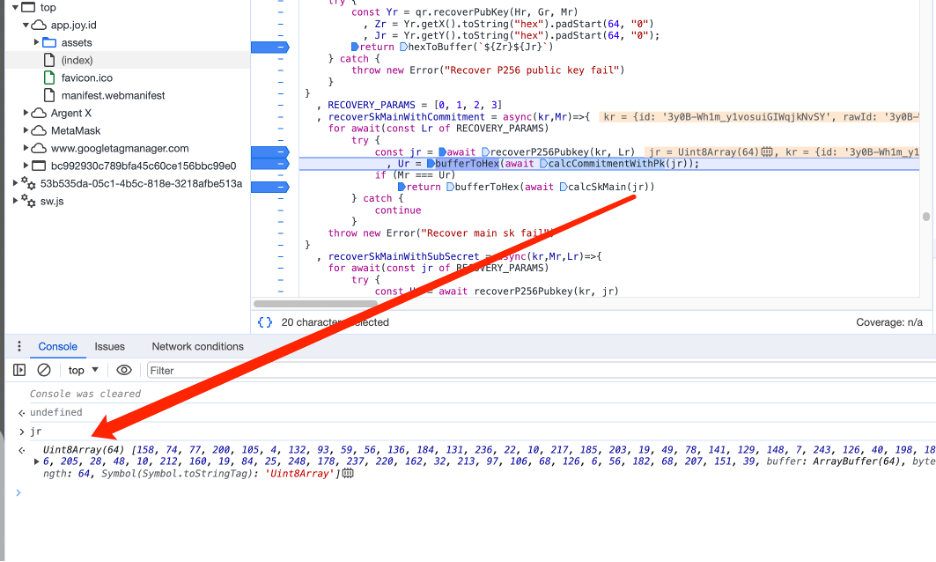 top
app.joy.id
assets
(index)
favicon.ico
manifest.webmanifest
Argent X
MetaMask
www.googletagmanager.com
bc992930c789bfa45c60ce156bbc99e0
53b535da-05c1-4b5c-818e-3218afbe513a
sw.js
try {
const Yr = qr.recoverPubKey(Hr, Gr, Mr)
, Zr = Yr.getX().toString("hex").padStart(64, "0")
, Jr = Yr.getY().toString("hex").padStart(64, "0");
return hexToBuffer(`${Zr}${Jr}`)
} catch {
throw new Error("Recover P256 public key fail")
}
}
, RECOVERY_PARAMS = [0, 1, 2, 3]
, recoverSkMainWithCommitment = async(kr,Mr)=>{ kr = {id: '3y0B-Wh1m_y1vosuiGIWqjkNvSY', rawId: '3y0B-
for await(const Lr of RECOVERY_PARAMS)
try {
const jr = await recoverP256Pubkey(kr, Lr) jr = Uint8Array(64) , kr = {id: '3y0B-Wh1m_y1
, Ur = bufferToHex(await calcCommitmentWithPk(jr));
if (Mr === Ur)
return bufferToHex(await calcSkMain(jr))
} catch {
continue
}
throw new Error("Recover main sk fail")
}
, recoverSkMainWithSubSecret = async(kr,Mr,Lr)=>{
for await(const jr of RECOVERY_PARAMS)
try {
const = await recoverP256Pubkey(kr, jr)
{} 20 characters selected Coverage: n/a
Console Issues Network conditions
top Filter
Console was cleared
undefined
jr
Uint8Array(64) [158, 74, 77, 200, 105, 4, 132, 93, 59, 56, 136, 184, 131, 236, 22, 10, 217, 185, 203, 19, 49, 78, 141, 129, 148, 7, 243, 126, 40, 198, 18
6, 205, 28, 48, 10, 212, 160, 19, 84, 25, 248, 178, 237, 220, 162, 32, 213, 97, 106, 68, 126, 6, 56, 182, 68, 207, 151, 39, buffer: ArrayBuffer(64), byte
ngth: 64, Symbol(Symbol.toStringTag): 'Uint8Array']